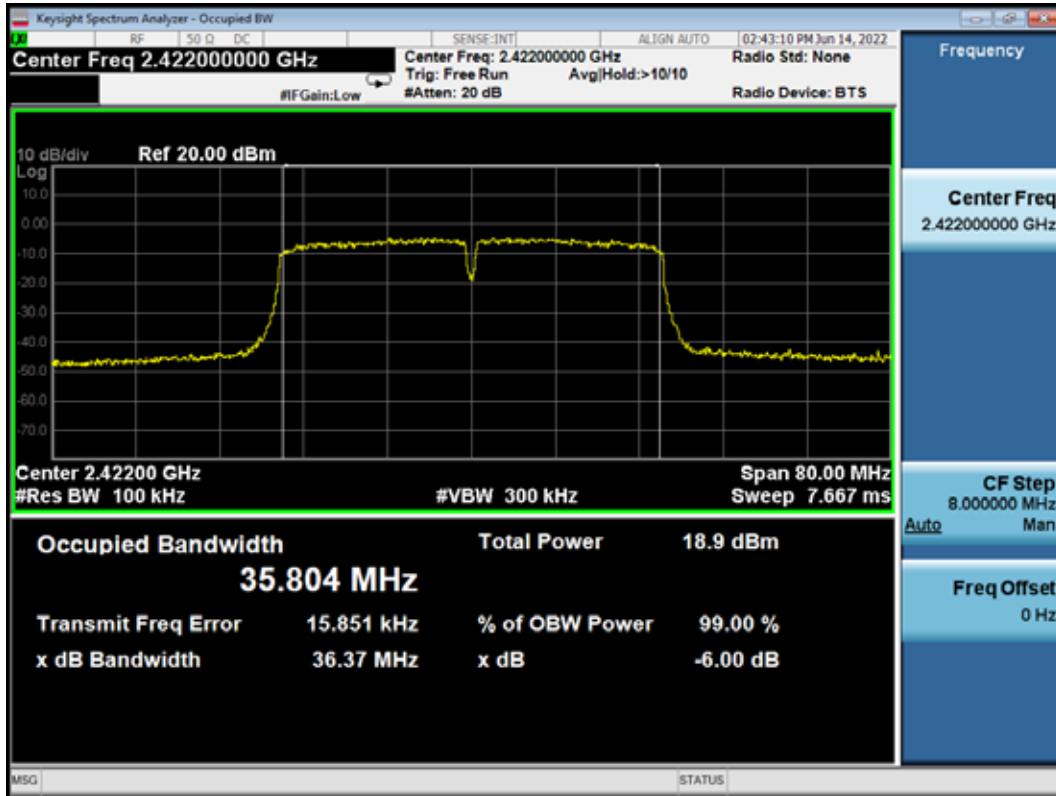 Keysight Spectrum Analyzer - Occupied BW
RF 50 Ω DC SENSE:INT ALIGN AUTO 02:43:10 PM Jun 14, 2022
Center Freq 2.422000000 GHz
Center Freq: 2.422000000 GHz Radio Std: None
Trig: Free Run Avg|Hold:>10/10
#IFGain:Low #Atten: 20 dB Radio Device: BTS
10 dB/div Ref 20.00 dBm
Log
10.0
0.00
-10.0
-20.0
-30.0
-40.0
-50.0
-60.0
-70.0
Center 2.42200 GHz Span 80.00 MHz
#Res BW 100 kHz #VBW 300 kHz Sweep 7.667 ms
Occupied Bandwidth Total Power 18.9 dBm
35.804 MHz
Transmit Freq Error 15.851 kHz % of OBW Power 99.00 %
x dB Bandwidth 36.37 MHz x dB -6.00 dB
MSG STATUS
Frequency
Center Freq
2.422000000 GHz
CF Step
8.000000 MHz
Auto Man
Freq Offset
0 Hz